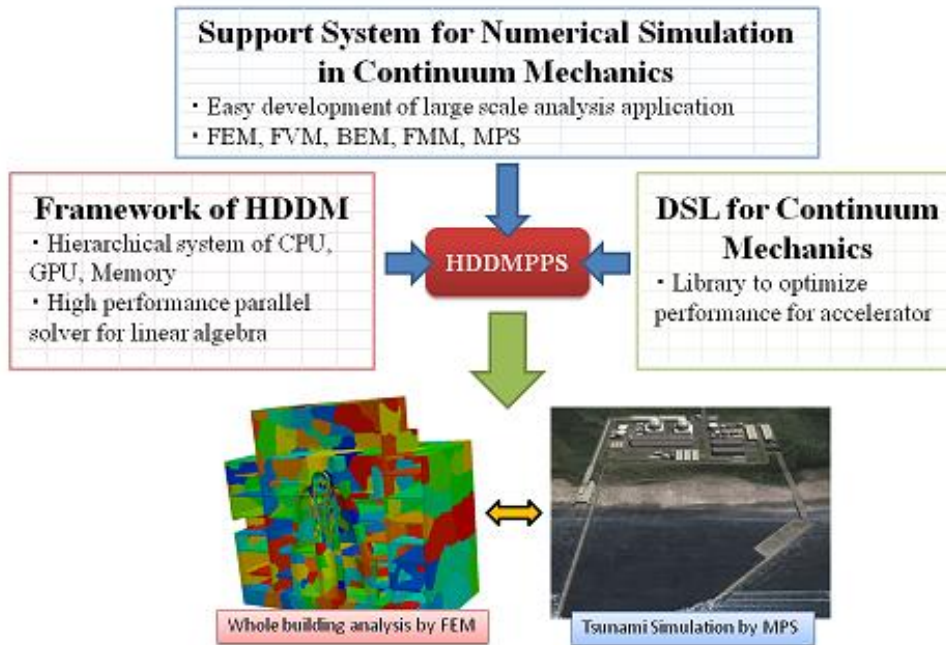 Support System for Numerical Simulation
in Continuum Mechanics
・Easy development of large scale analysis application
・FEM, FVM, BEM, FMM, MPS
Framework of HDDM
・Hierarchical system of CPU,
GPU, Memory
・High performance parallel
solver for linear algebra
HDDMPPS
DSL for Continuum
Mechanics
・Library to optimize
performance for accelerator
Whole building analysis by FEM
Tsunami Simulation by MPS